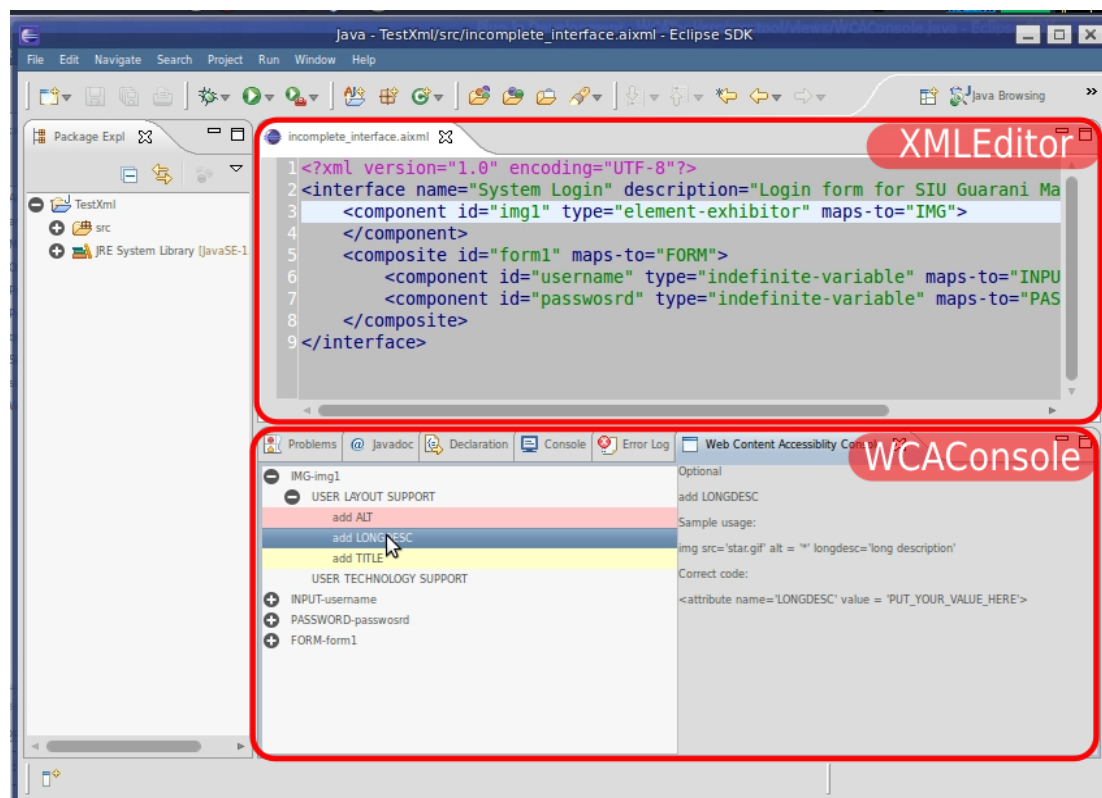 Java - TestXml/src/incomplete_interface.aixml - Eclipse SDK
File Edit Navigate Search Project Run Window Help
Java Browsing
Package Expl
TestXml
src
JRE System Library [JavaSE-1
incomplete_interface.aixml
XMLEditor
1 <?xml version="1.0" encoding="UTF-8"?>
2 <interface name="System Login" description="Login form for SIU Guarani Ma
3 <component id="img1" type="element-exhibitor" maps-to="IMG">
4 </component>
5 <composite id="form1" maps-to="FORM">
6 <component id="username" type="indefinite-variable" maps-to="INPU
7 <component id="passwosrd" type="indefinite-variable" maps-to="PAS
8 </composite>
9 </interface>
Problems @ Javadoc Declaration Console Error Log Web Content Accessiblity Consol
WCAConsole
IMG-img1
USER LAYOUT SUPPORT
add ALT
add LONGDESC
add TITLE
USER TECHNOLOGY SUPPORT
INPUT-username
PASSWORD-passwosrd
FORM-form1
Optional
add LONGDESC
Sample usage:
img src='star.gif' alt = '*' longdesc='long description'
Correct code:
<attribute name='LONGDESC' value = 'PUT_YOUR_VALUE_HERE'>